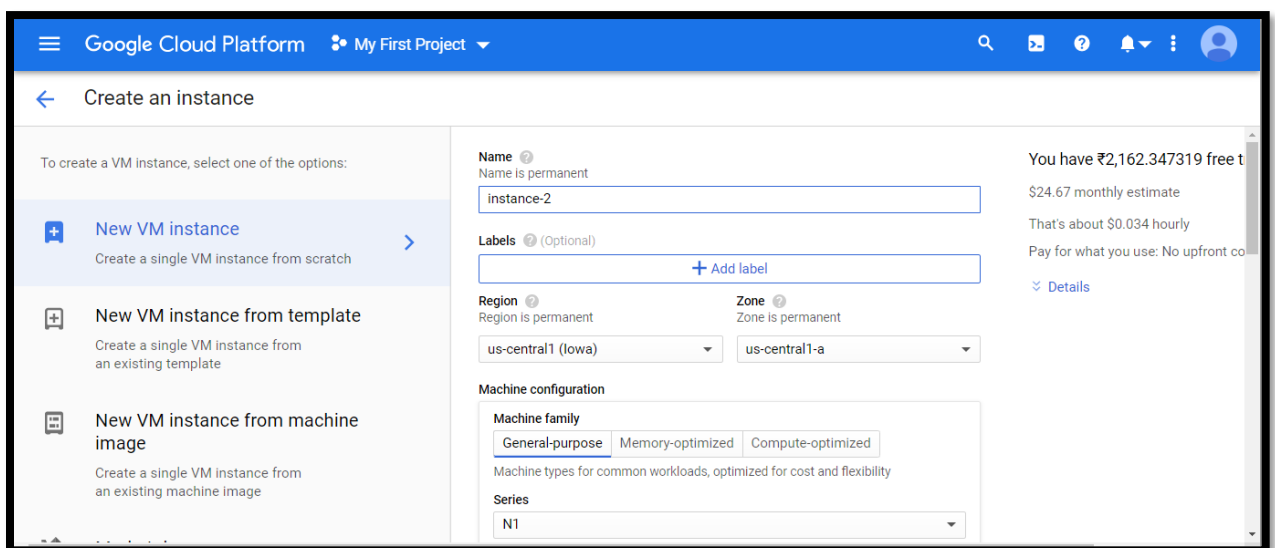 Google Cloud Platform
My First Project
Create an instance
To create a VM instance, select one of the options:
New VM instance
Create a single VM instance from scratch
New VM instance from template
Create a single VM instance from
an existing template
New VM instance from machine
image
Create a single VM instance from
an existing machine image
Name
Name is permanent
instance-2
Labels (Optional)
Add label
Region
Region is permanent
us-central1 (Iowa)
Zone
Zone is permanent
us-central1-a
Machine configuration
Machine family
General-purpose Memory-optimized Compute-optimized
Machine types for common workloads, optimized for cost and flexibility
Series
N1
You have ₹2,162.347319 free
$24.67 monthly estimate
That's about $0.034 hourly
Pay for what you use: No upfront
Details